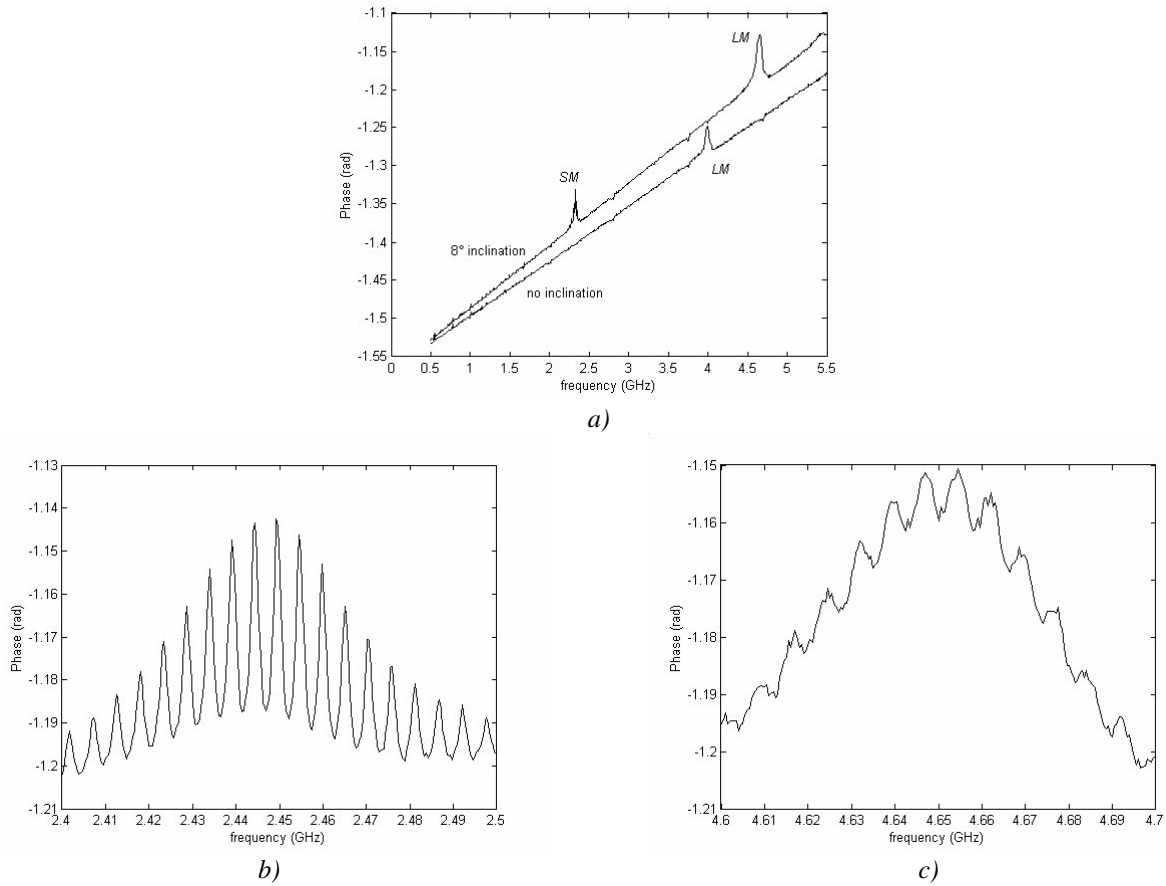 -1.1
-1.15
-1.2
-1.25
-1.3
-1.35
-1.4
-1.45
-1.5
-1.55
Phase (rad)
LM
LM
SM
8° inclination
no inclination
0 0.5 1 1.5 2 2.5 3 3.5 4 4.5 5 5.5
frequency (GHz)
a)
-1.13
-1.14
-1.15
-1.16
-1.17
-1.18
-1.19
-1.2
-1.21
Phase (rad)
2.4 2.41 2.42 2.43 2.44 2.45 2.46 2.47 2.48 2.49 2.5
frequency (GHz)
b)
-1.15
-1.16
-1.17
-1.18
-1.19
-1.2
-1.21
Phase (rad)
4.6 4.61 4.62 4.63 4.64 4.65 4.66 4.67 4.68 4.69 4.7
frequency (GHz)
c)